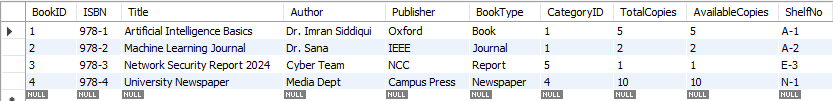 BookID ISBN Title Author Publisher BookType CategoryID TotalCopies AvailableCopies ShelfNo
1 978-1 Artificial Intelligence Basics Dr. Imran Siddiqui Oxford Book 1 5 5 A-1
2 978-2 Machine Learning Journal Dr. Sana IEEE Journal 1 2 2 A-2
3 978-3 Network Security Report 2024 Cyber Team NCC Report 5 1 1 E-3
4 978-4 University Newspaper Media Dept Campus Press Newspaper 4 10 10 N-1
NULL NULL NULL NULL NULL NULL NULL NULL NULL NULL